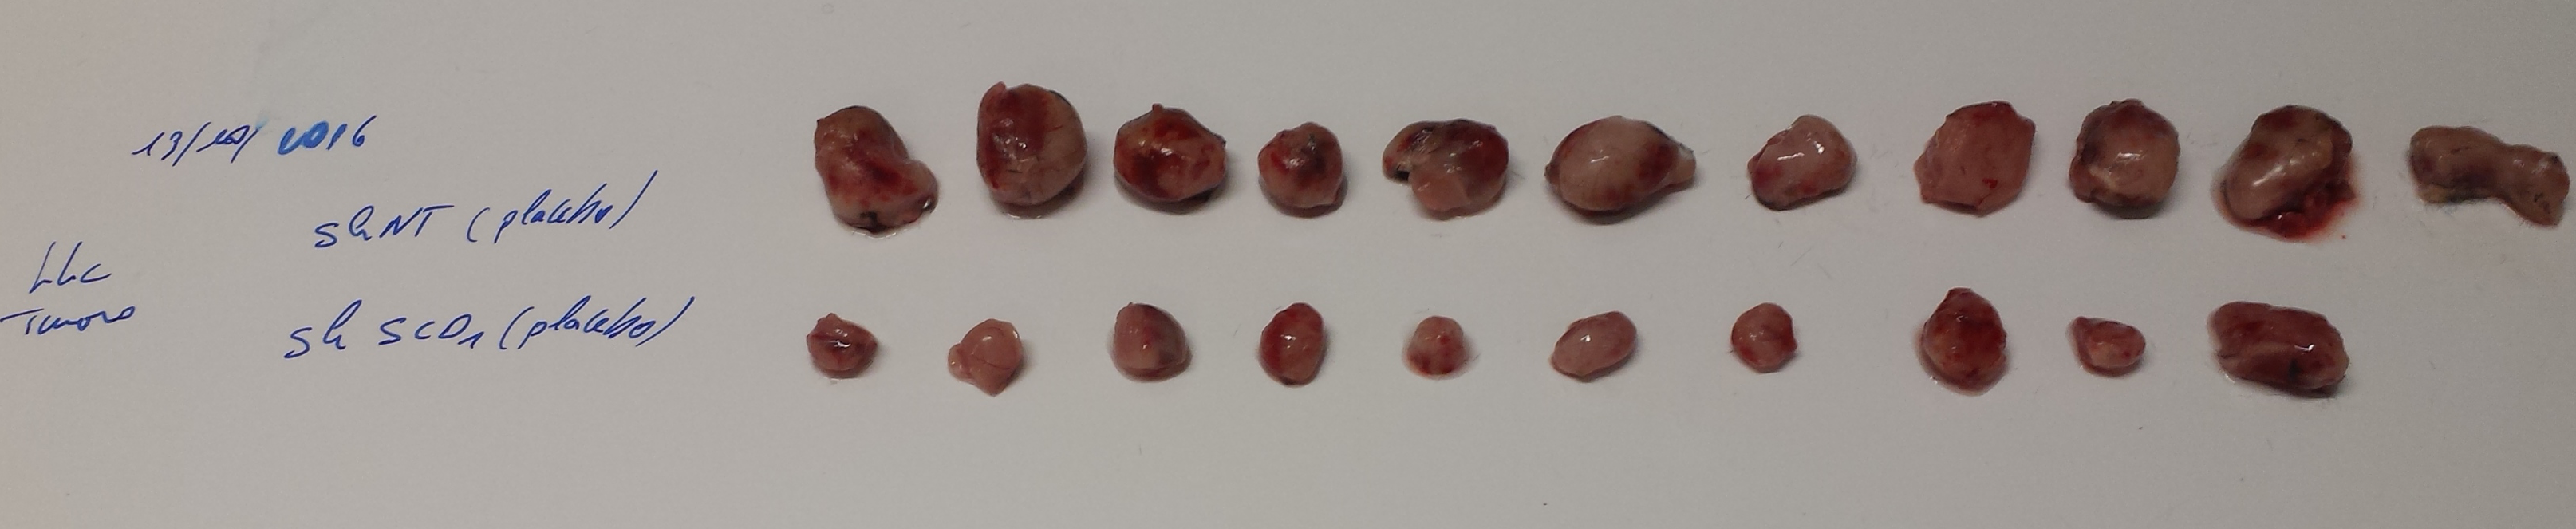 13/10/2016
shNT (placebo)
LLC
Tumors
sh SCD1 (placebo)